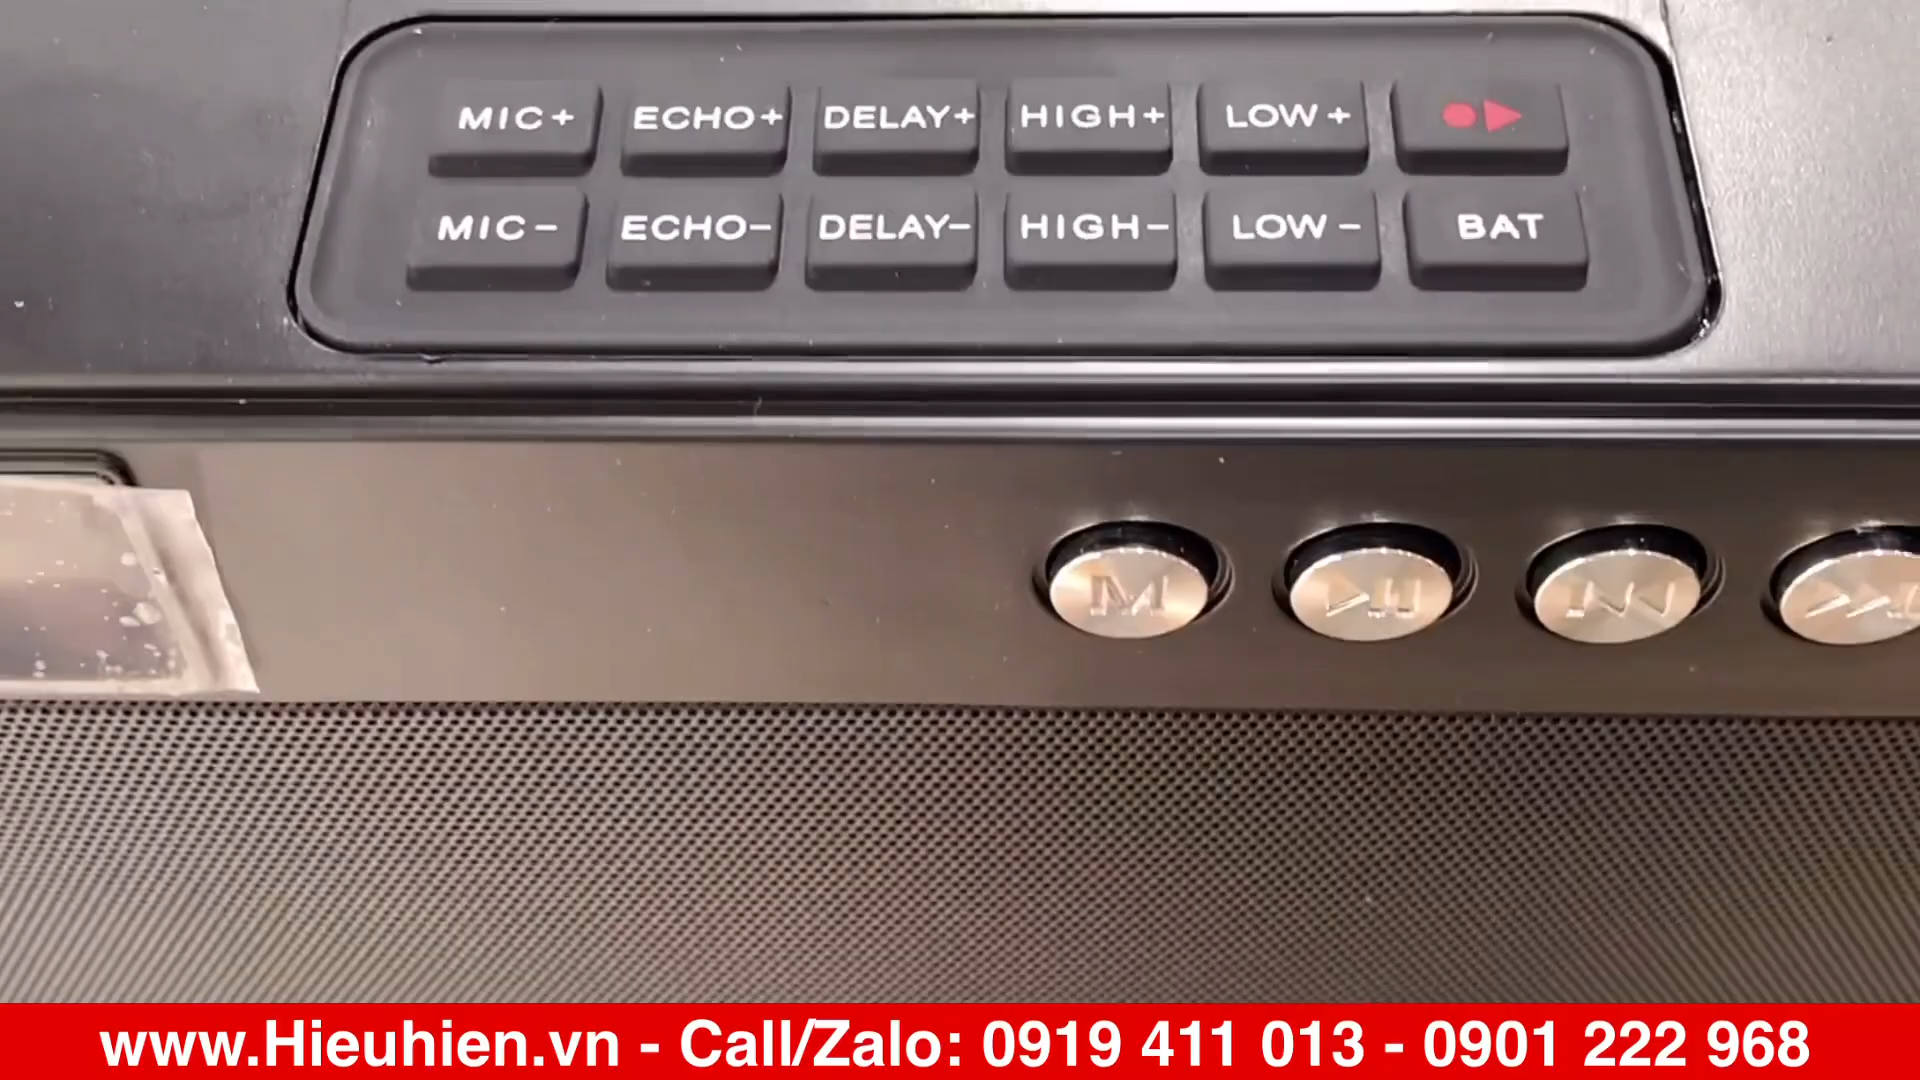 MIC+ ECHO+ DELAY+ HIGH+ LOW+
MIC- ECHO- DELAY- HIGH- LOW- BAT
M
www.Hieuhien.vn - Call/Zalo: 0919 411 013 - 0901 222 968